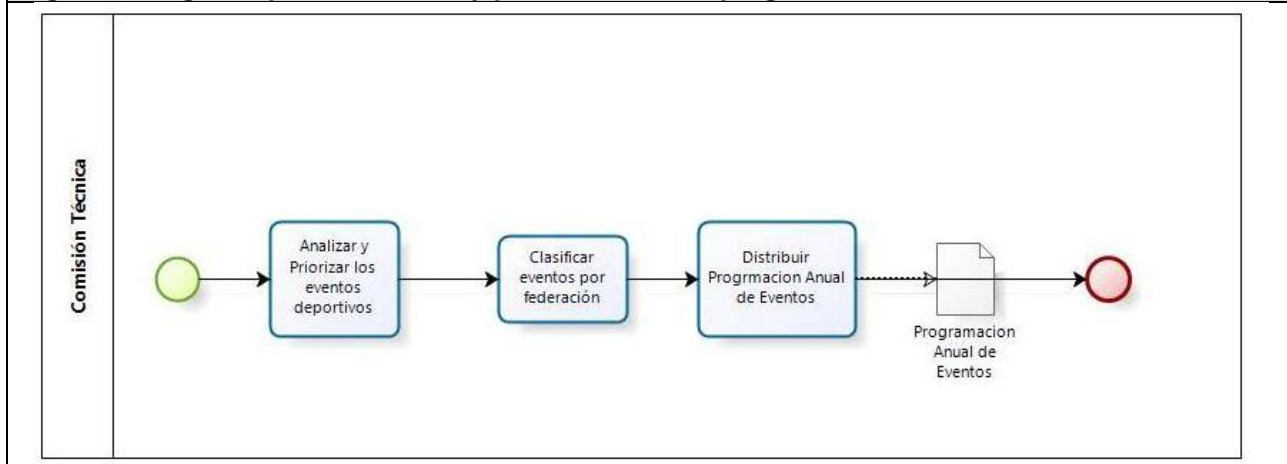 Comisión Técnica
Analizar y
Priorizar los
eventos
deportivos
Clasificar
eventos por
federación
Distribuir
Progrmacion Anual
de Eventos
Programacion
Anual de
Eventos